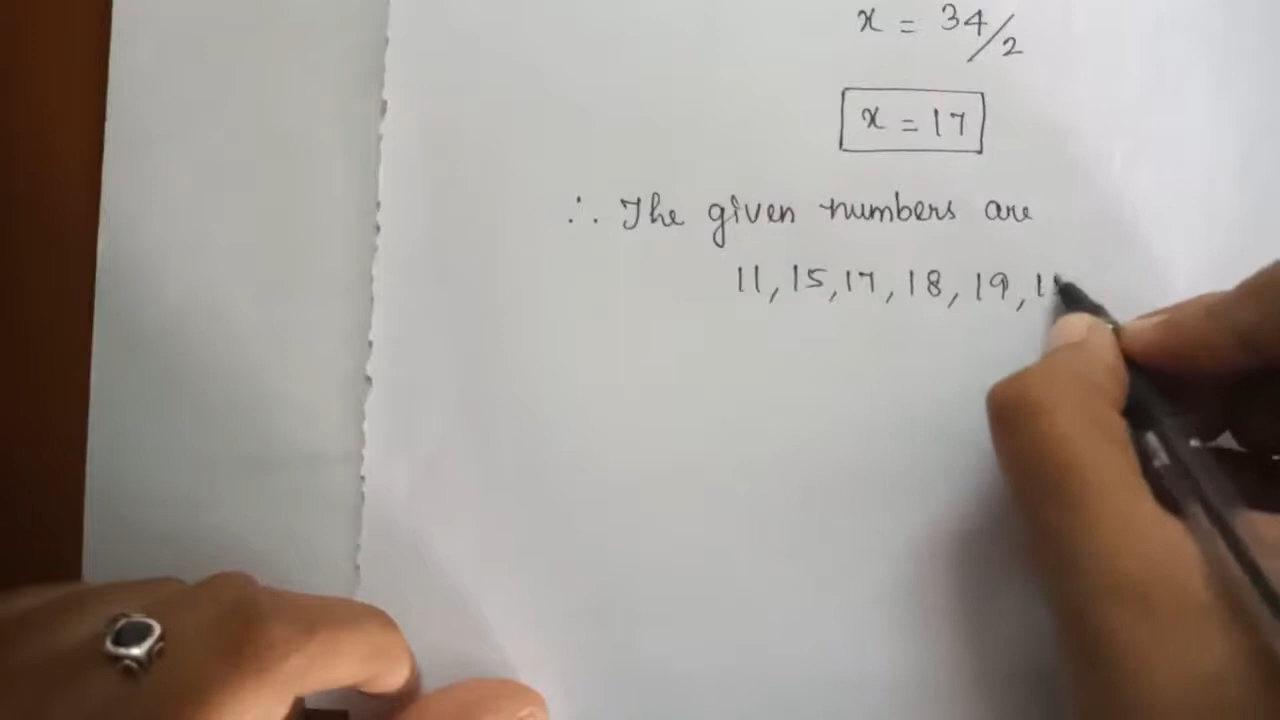 x = 34/2
x = 17
∴ The given numbers are
11, 15, 17, 18, 19,